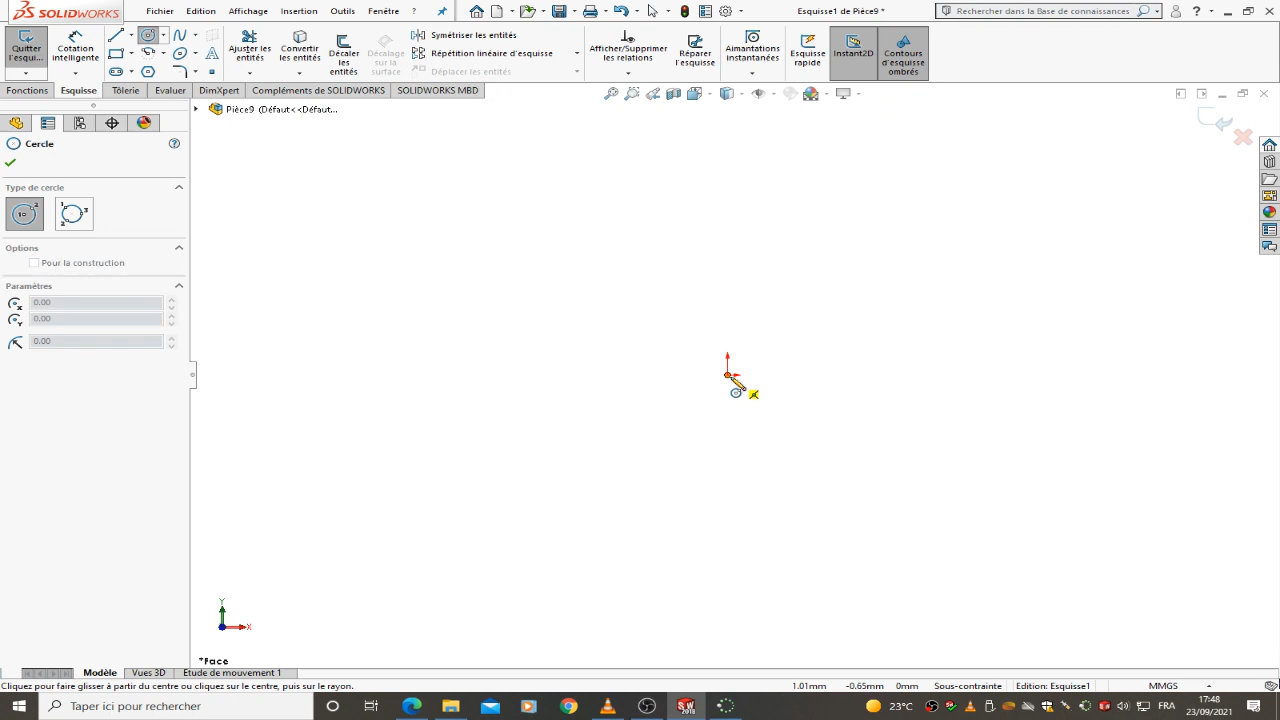 SOLIDWORKS
Fichier Edition Affichage Insertion Outils Fenêtre ?
Esquisse1 de Pièce9 *
Rechercher dans la Base de connaissances
Quitter l'esqui...
Cotation intelligente
Ajuster les entités
Convertir les entités
Décaler les entités
Décalage sur la surface
Symétriser les entités
Répétition linéaire d'esquisse
Déplacer les entités
Afficher/Supprimer les relations
Réparer l'esquisse
Aimantations instantanées
Esquisse rapide
Instant2D
Contours d'esquisse ombrés
Fonctions Esquisse Tôlerie Evaluer DimXpert Compléments de SOLIDWORKS SOLIDWORKS MBD
Pièce9 (Défaut<<Défaut...
Cercle
Type de cercle
Options
Pour la construction
Paramètres
0.00
0.00
0.00
Y
X
*Face
Modèle Vues 3D Etude de mouvement 1
Cliquez pour faire glisser à partir du centre ou cliquez sur le centre, puis sur le rayon.
1.01mm -0.65mm 0mm Sous-contrainte Edition: Esquisse1 MMGS
Taper ici pour rechercher
23°C
FRA
17:48
23/09/2021